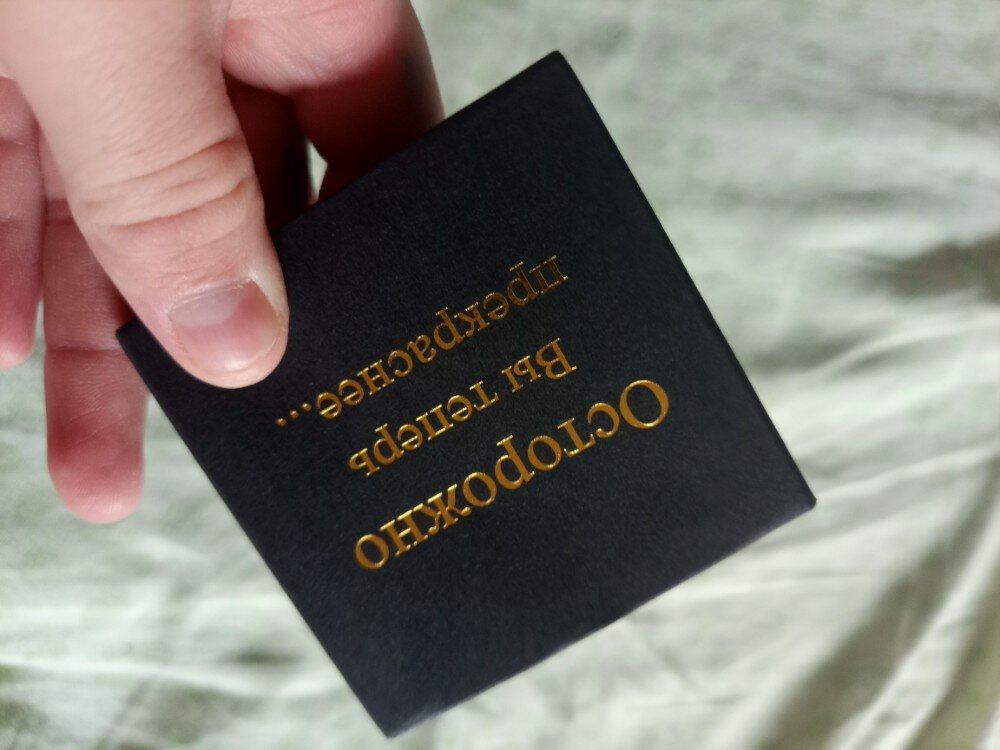 Осторожно
Вы теперь
прекраснее...